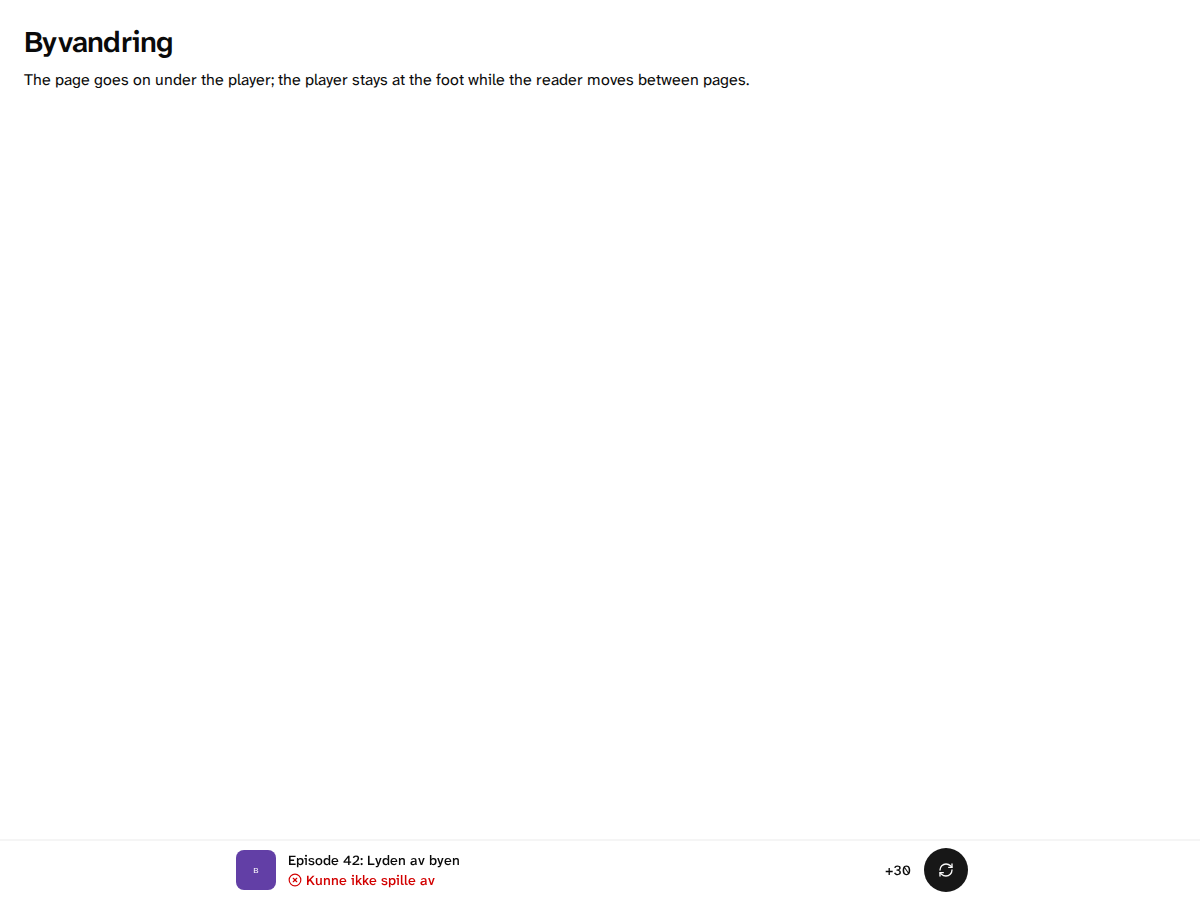 Byvandring
The page goes on under the player; the player stays at the foot while the reader moves between pages.
B
Episode 42: Lyden av byen
Kunne ikke spille av
+30